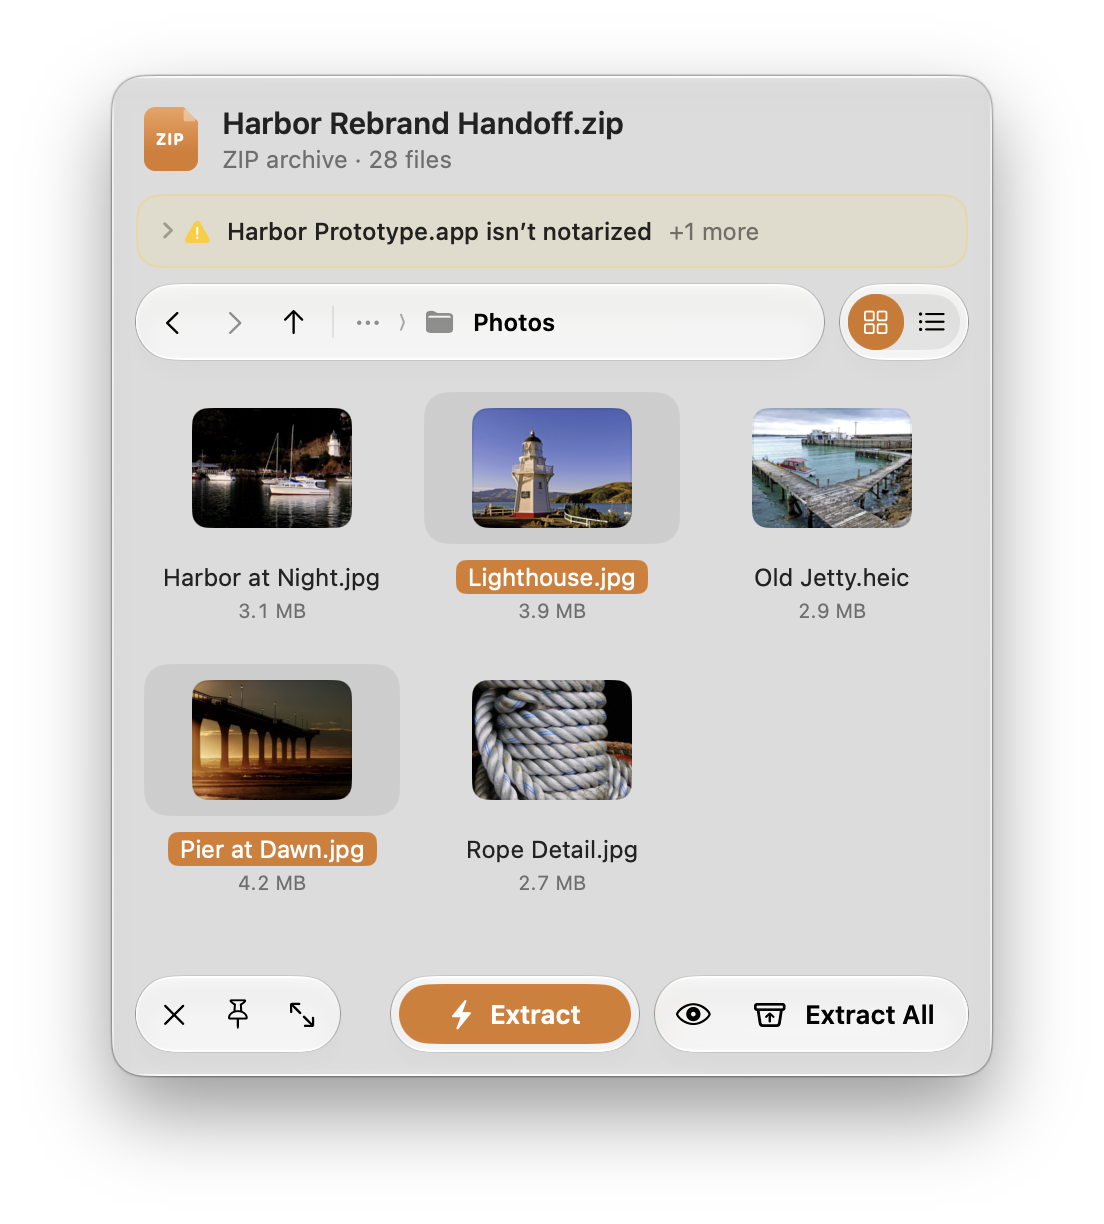 ZIP
Harbor Rebrand Handoff.zip
ZIP archive · 28 files
Harbor Prototype.app isn’t notarized +1 more
··· 〉 Photos
Harbor at Night.jpg
3.1 MB
Lighthouse.jpg
3.9 MB
Old Jetty.heic
2.9 MB
Pier at Dawn.jpg
4.2 MB
Rope Detail.jpg
2.7 MB
Extract
Extract All